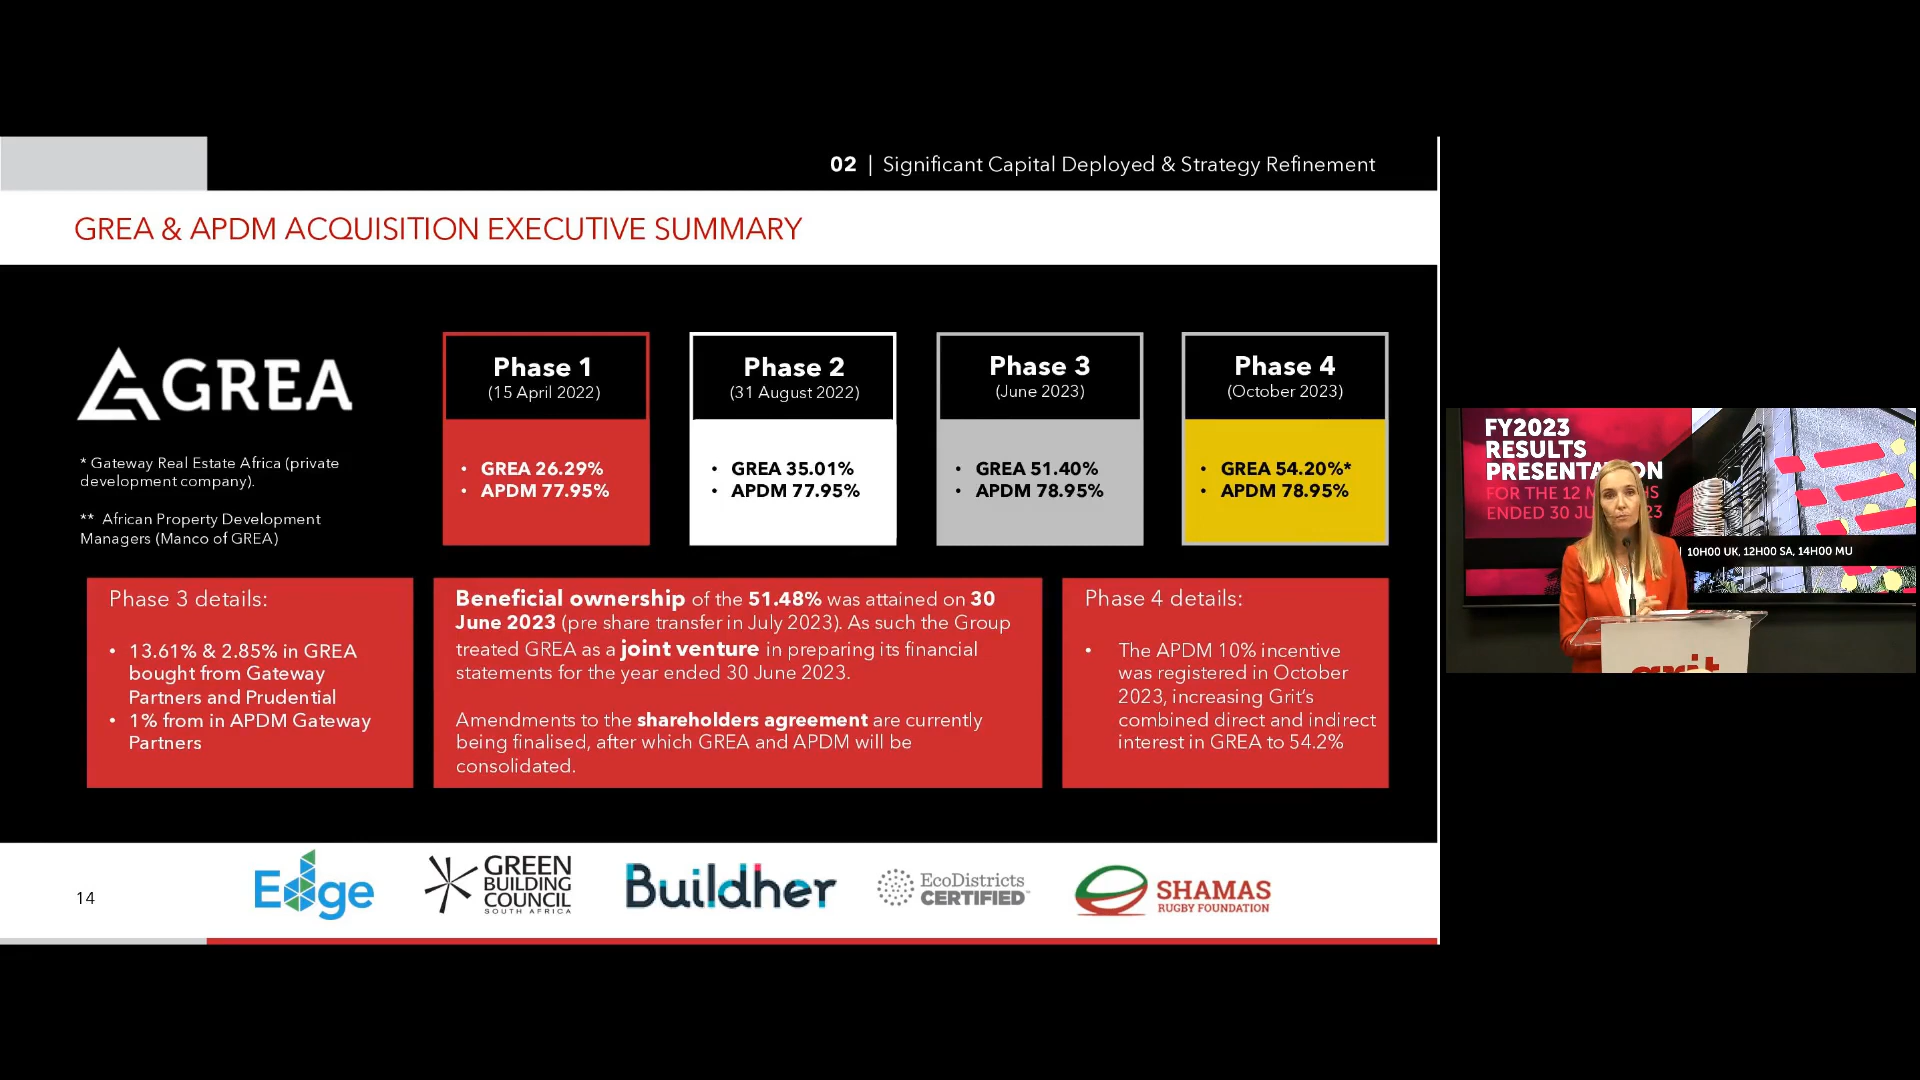 02 | Significant Capital Deployed & Strategy Refinement
GREA & APDM ACQUISITION EXECUTIVE SUMMARY
GREA
* Gateway Real Estate Africa (private
development company).
** African Property Development
Managers (Manco of GREA)
Phase 1
(15 April 2022)
• GREA 26.29%
• APDM 77.95%
Phase 2
(31 August 2022)
• GREA 35.01%
• APDM 77.95%
Phase 3
(June 2023)
• GREA 51.40%
• APDM 78.95%
Phase 4
(October 2023)
• GREA 54.20%*
• APDM 78.95%
Phase 3 details:
• 13.61% & 2.85% in GREA
bought from Gateway
Partners and Prudential
• 1% from in APDM Gateway
Partners
Beneficial ownership of the 51.48% was attained on 30
June 2023 (pre share transfer in July 2023). As such the Group
treated GREA as a joint venture in preparing its financial
statements for the year ended 30 June 2023.
Amendments to the shareholders agreement are currently
being finalised, after which GREA and APDM will be
consolidated.
Phase 4 details:
• The APDM 10% incentive
was registered in October
2023, increasing Grit's
combined direct and indirect
interest in GREA to 54.2%
14
Edge
GREEN
BUILDING
COUNCIL
SOUTH AFRICA
Buildher
EcoDistricts
CERTIFIED™
SHAMAS
RUGBY FOUNDATION
FY2023
RESULTS
PRESENTATION
FOR THE 12 M HS
ENDED 30 JU 23
10H00 UK, 12H00 SA, 14H00 MU
grit